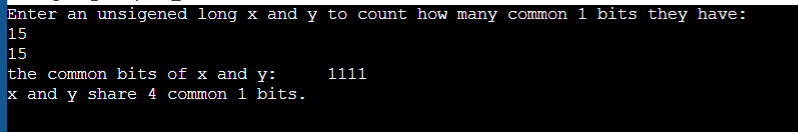 Enter an unsigened long x and y to count how many common 1 bits they have:
15
15
the common bits of x and y:     1111
x and y share 4 common 1 bits.